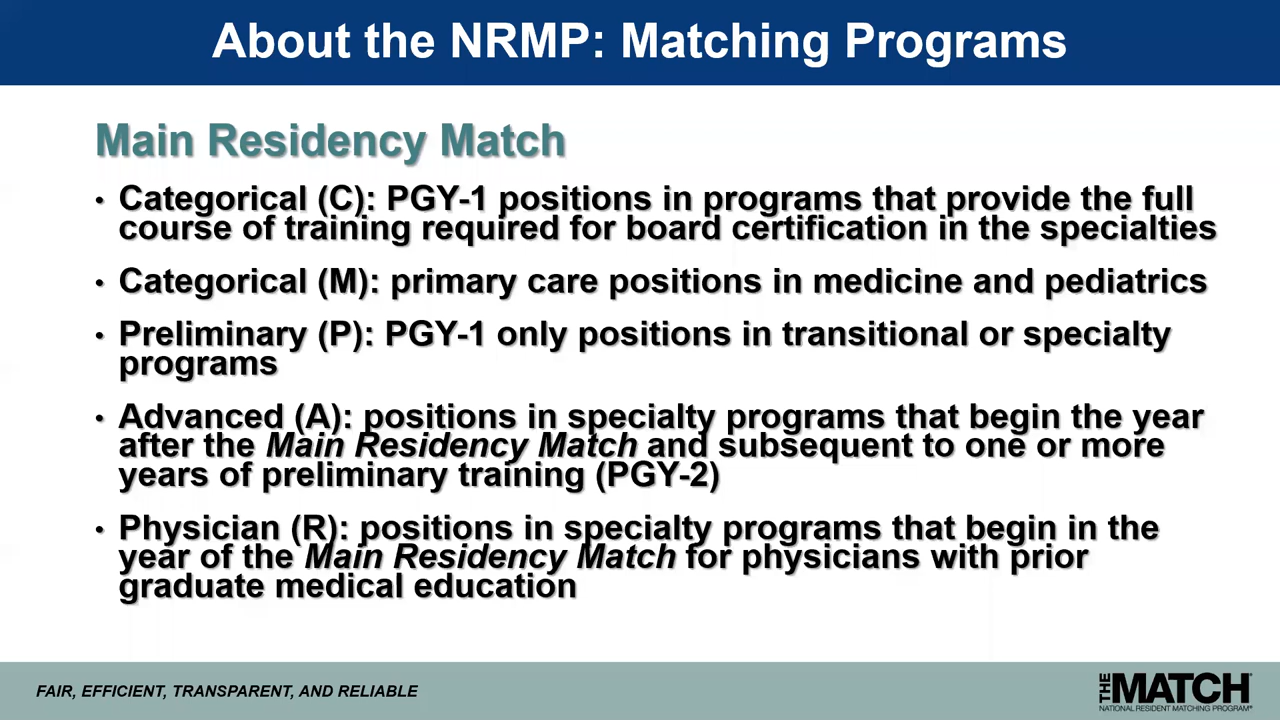 About the NRMP: Matching Programs
Main Residency Match
• Categorical (C): PGY-1 positions in programs that provide the full
course of training required for board certification in the specialties
• Categorical (M): primary care positions in medicine and pediatrics
• Preliminary (P): PGY-1 only positions in transitional or specialty
programs
• Advanced (A): positions in specialty programs that begin the year
after the Main Residency Match and subsequent to one or more
years of preliminary training (PGY-2)
• Physician (R): positions in specialty programs that begin in the
year of the Main Residency Match for physicians with prior
graduate medical education
FAIR, EFFICIENT, TRANSPARENT, AND RELIABLE
THE MATCH
NATIONAL RESIDENT MATCHING PROGRAM®